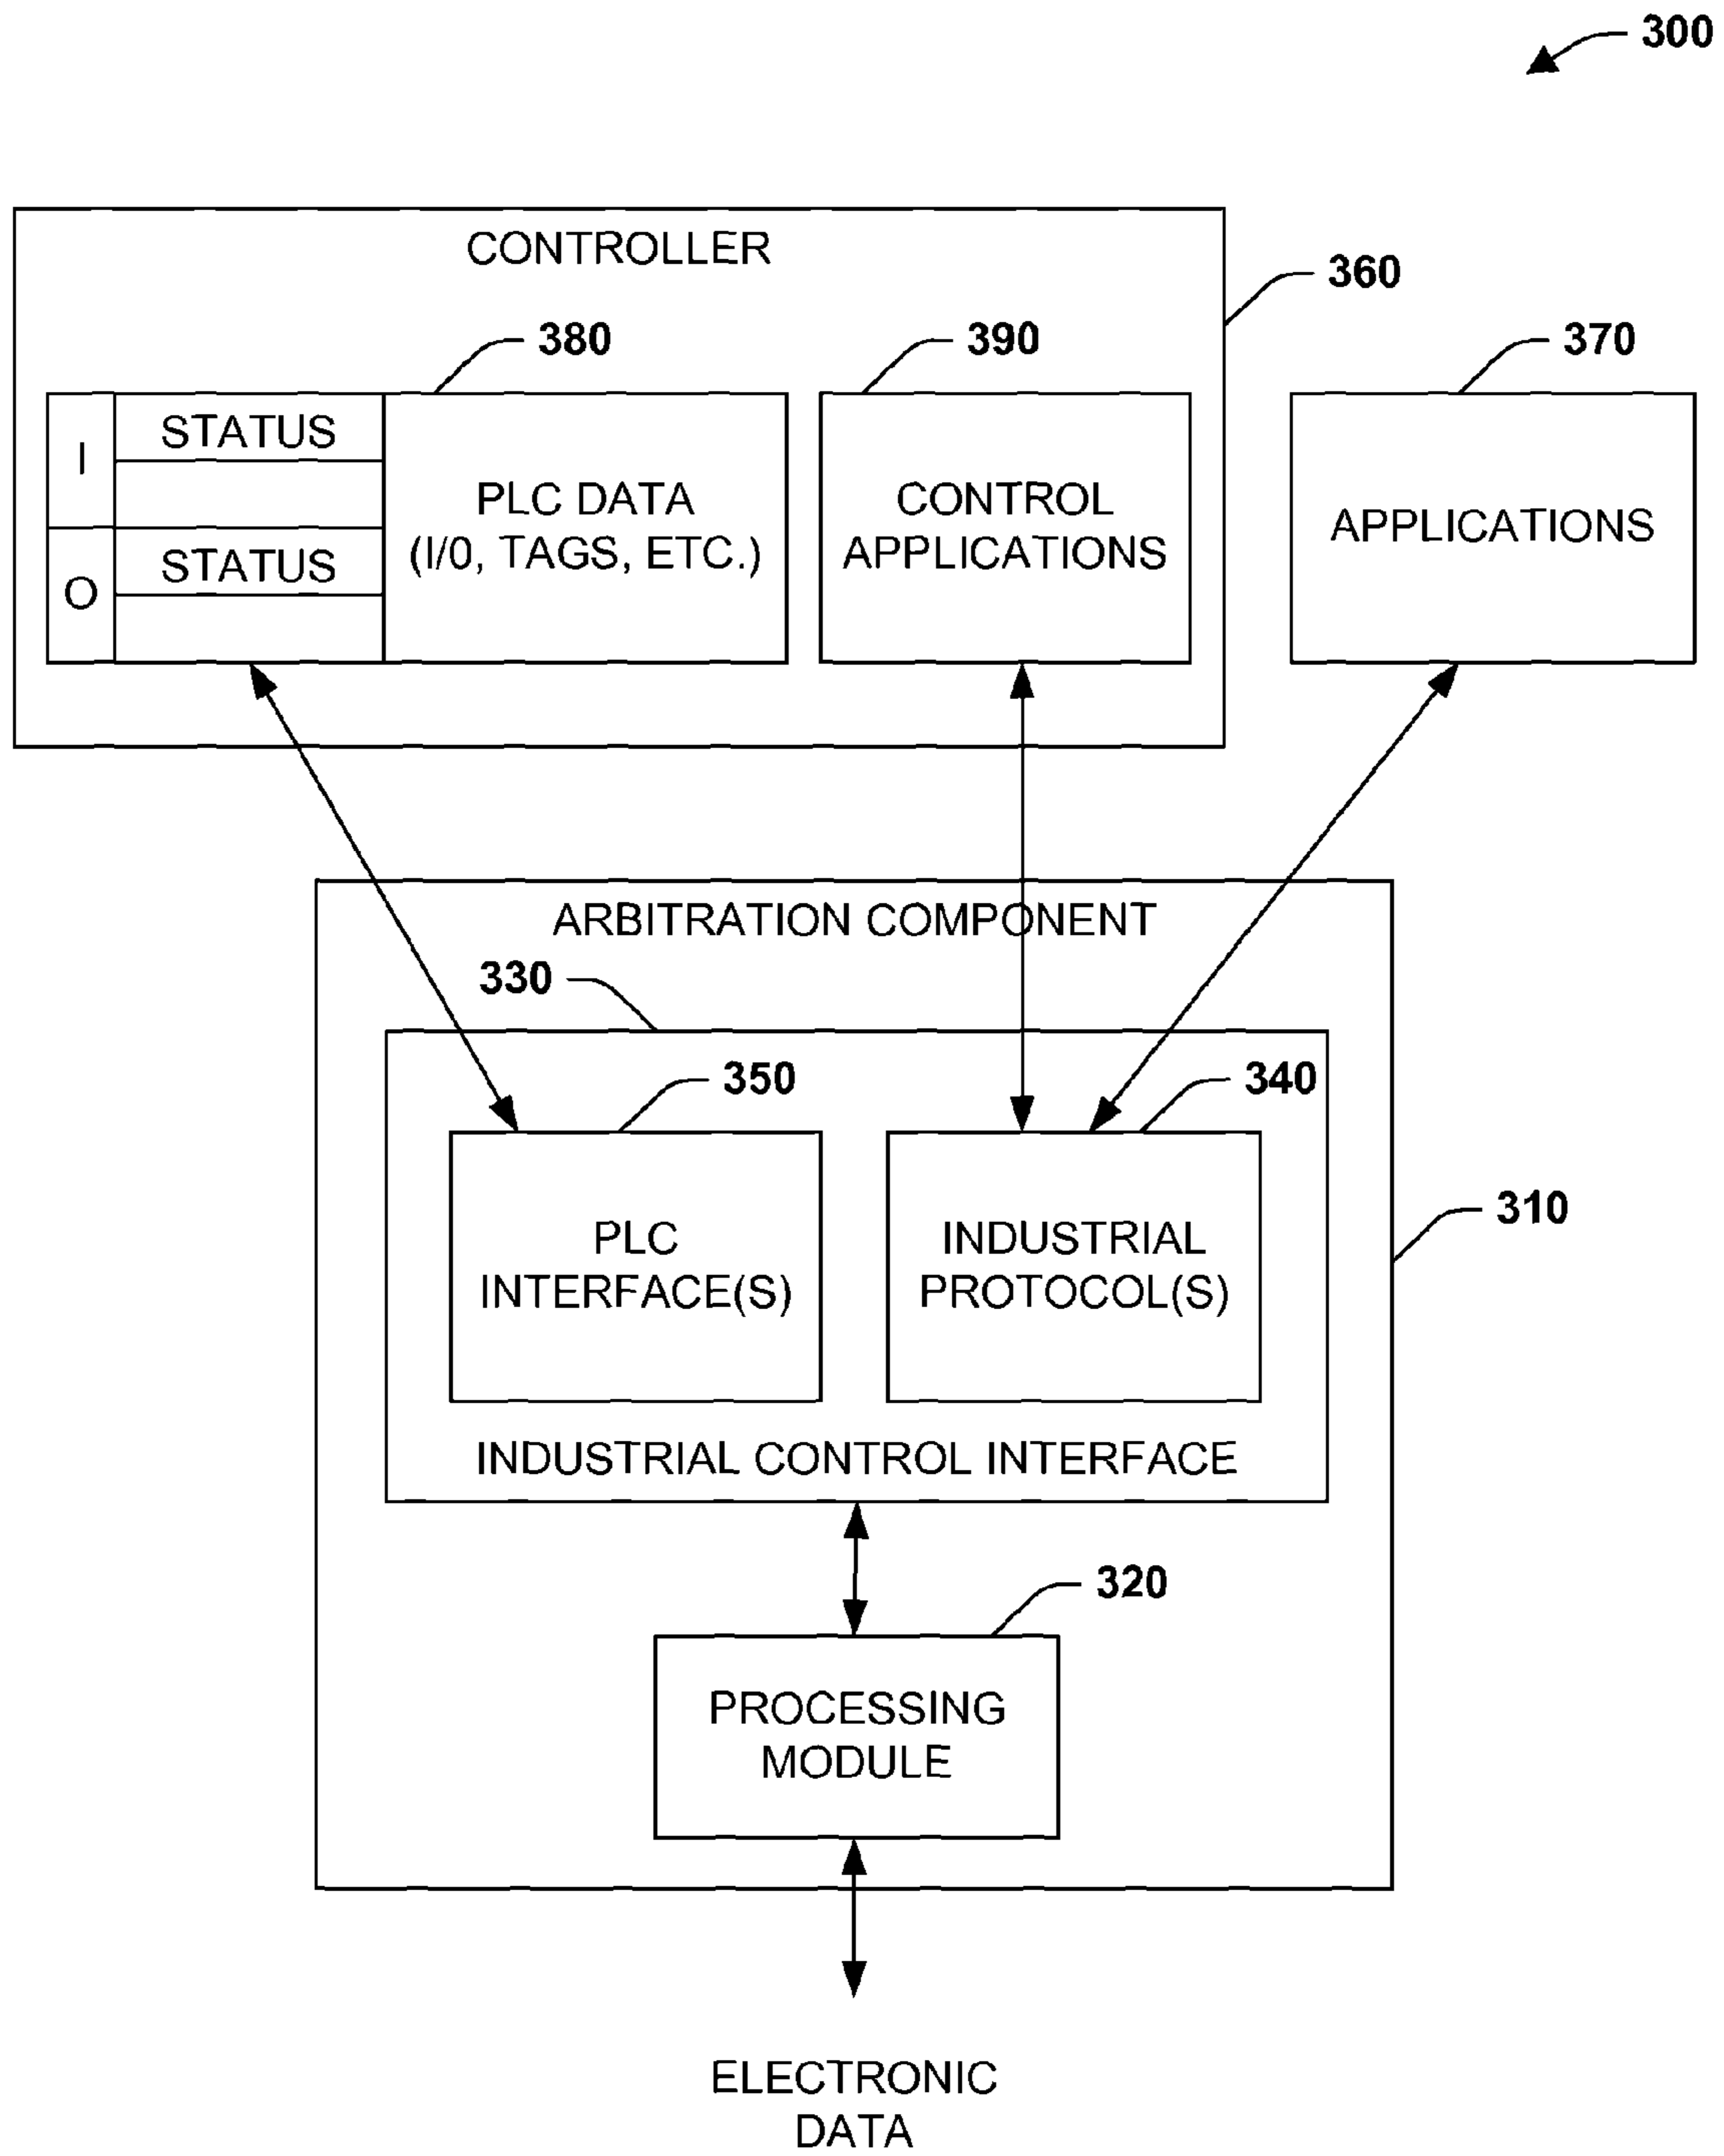 300
CONTROLLER
360
380
390
370
I
STATUS
O
STATUS
PLC DATA
(I/0, TAGS, ETC.)
CONTROL
APPLICATIONS
APPLICATIONS
ARBITRATION COMPONENT
330
350
340
310
PLC
INTERFACE(S)
INDUSTRIAL
PROTOCOL(S)
INDUSTRIAL CONTROL INTERFACE
320
PROCESSING
MODULE
ELECTRONIC
DATA